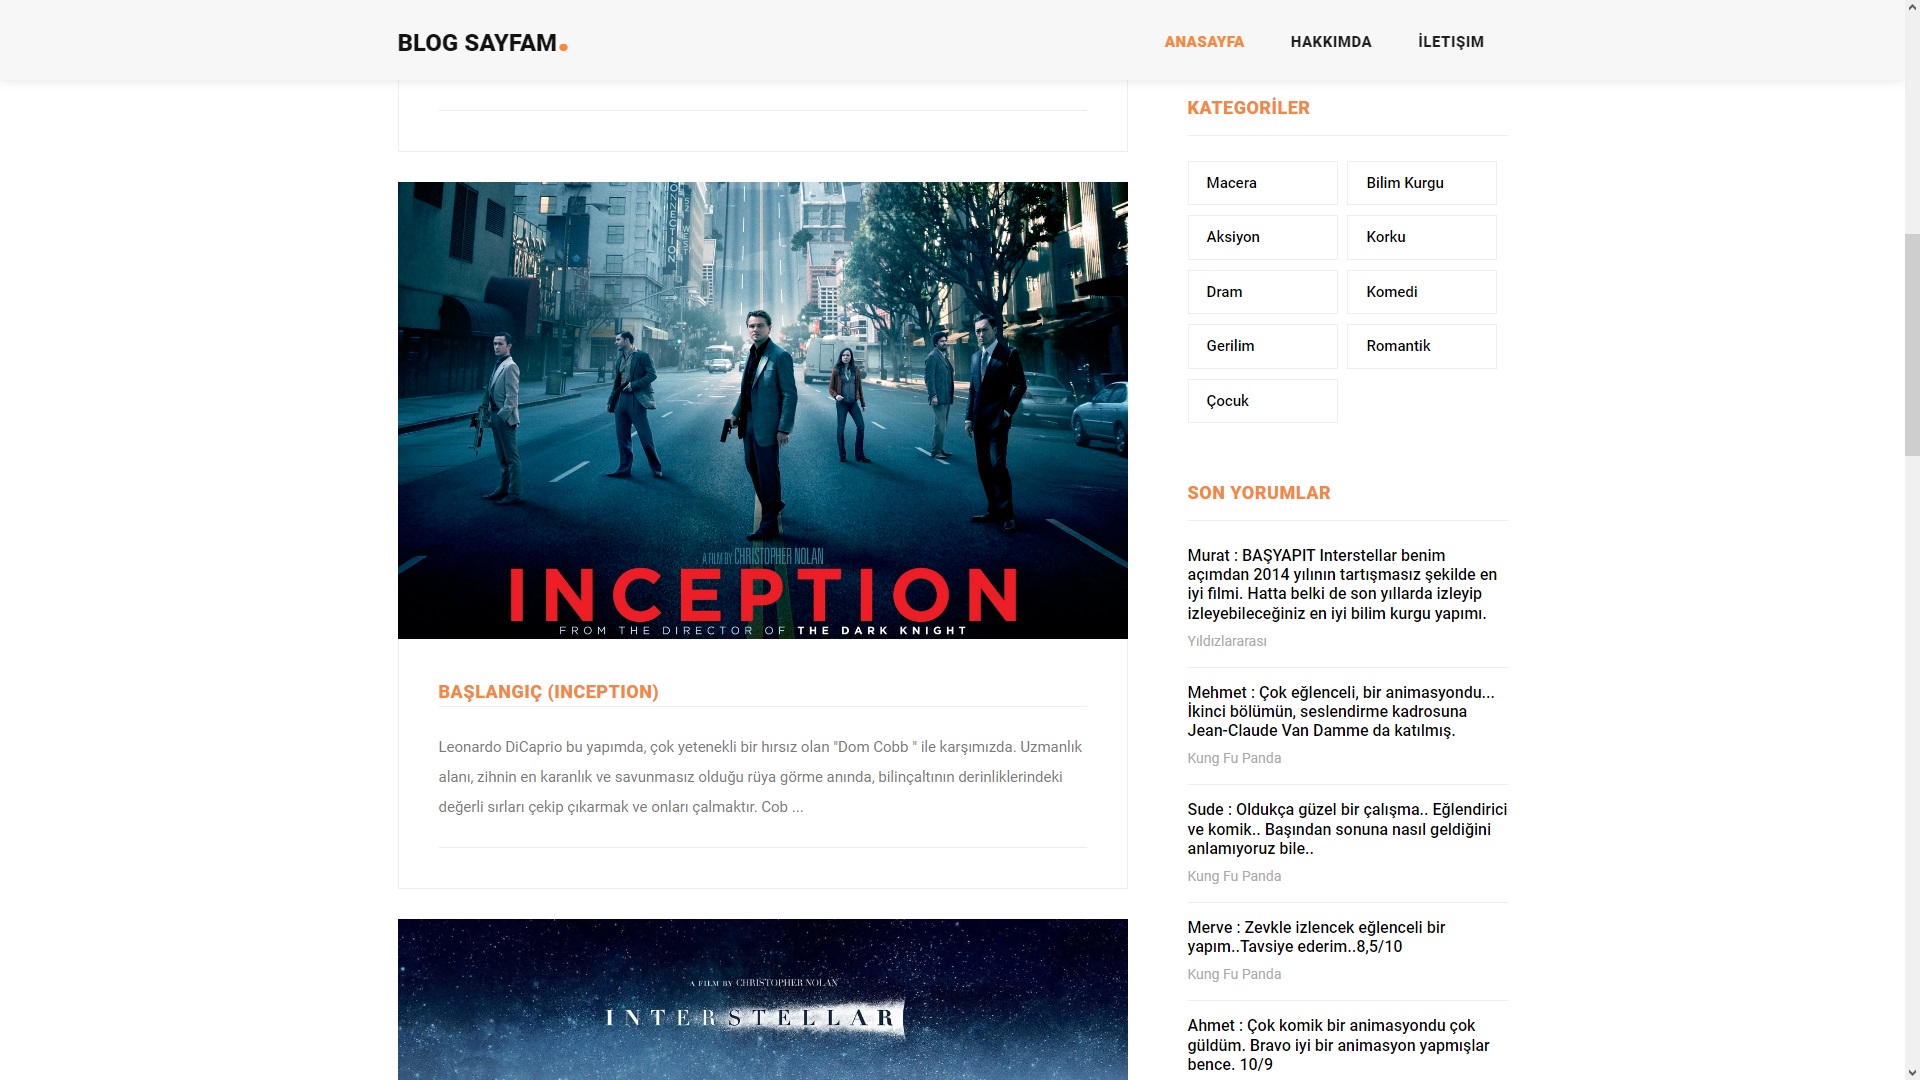 BLOG SAYFAM.
ANASAYFA
HAKKIMDA
İLETIŞIM
CONNECTION
WEST
A FILM BY CHRISTOPHER NOLAN
INCEPTION
FROM THE DIRECTOR OF THE DARK KNIGHT
BAŞLANGIÇ (INCEPTION)
Leonardo DiCaprio bu yapımda, çok yetenekli bir hırsız olan "Dom Cobb " ile karşımızda. Uzmanlık
alanı, zihnin en karanlık ve savunmasız olduğu rüya görme anında, bilinçaltının derinliklerindeki
değerli sırları çekip çıkarmak ve onları çalmaktır. Cob ...
A FILM BY CHRISTOPHER NOLAN
INTERSTELLAR
KATEGORİLER
Macera
Bilim Kurgu
Aksiyon
Korku
Dram
Komedi
Gerilim
Romantik
Çocuk
SON YORUMLAR
Murat : BAŞYAPIT Interstellar benim
açımdan 2014 yılının tartışmasız şekilde en
iyi filmi. Hatta belki de son yıllarda izleyip
izleyebileceğiniz en iyi bilim kurgu yapımı.
Yıldızlararası
Mehmet : Çok eğlenceli, bir animasyondu...
İkinci bölümün, seslendirme kadrosuna
Jean-Claude Van Damme da katılmış.
Kung Fu Panda
Sude : Oldukça güzel bir çalışma.. Eğlendirici
ve komik.. Başından sonuna nasıl geldiğini
anlamıyoruz bile..
Kung Fu Panda
Merve : Zevkle izlencek eğlenceli bir
yapım..Tavsiye ederim..8,5/10
Kung Fu Panda
Ahmet : Çok komik bir animasyondu çok
güldüm. Bravo iyi bir animasyon yapmışlar
bence. 10/9